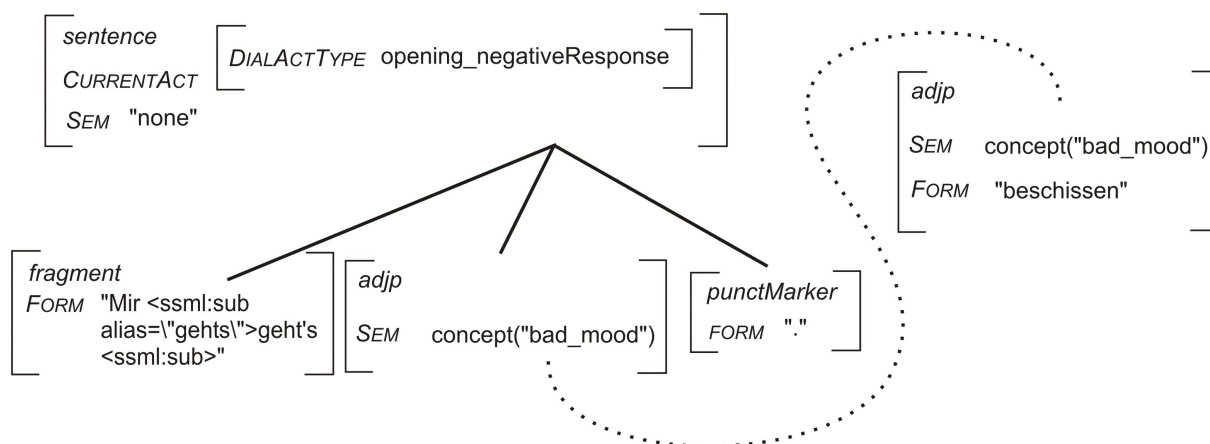 sentence
CURRENTACT
DIALACTTYPE opening_negativeResponse
SEM "none"
adjp
SEM concept("bad_mood")
FORM "beschissen"
fragment
FORM "Mir <ssml:sub
alias=\"gehts\">geht's
<ssml:sub>"
adjp
SEM concept("bad_mood")
punctMarker
FORM "."